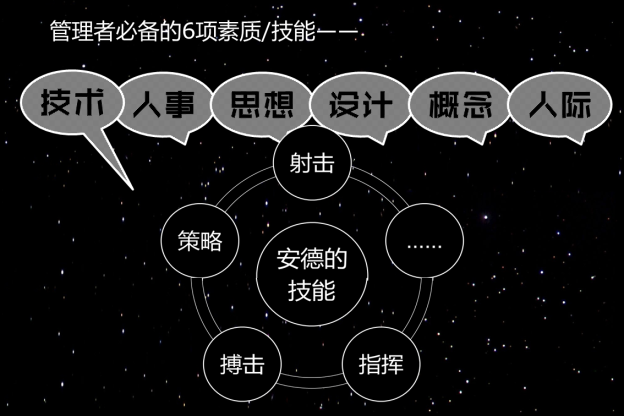 管理者必备的6项素质/技能——
技术 人事 思想 设计 概念 人际
射击
策略
……
安德的
技能
搏击
指挥